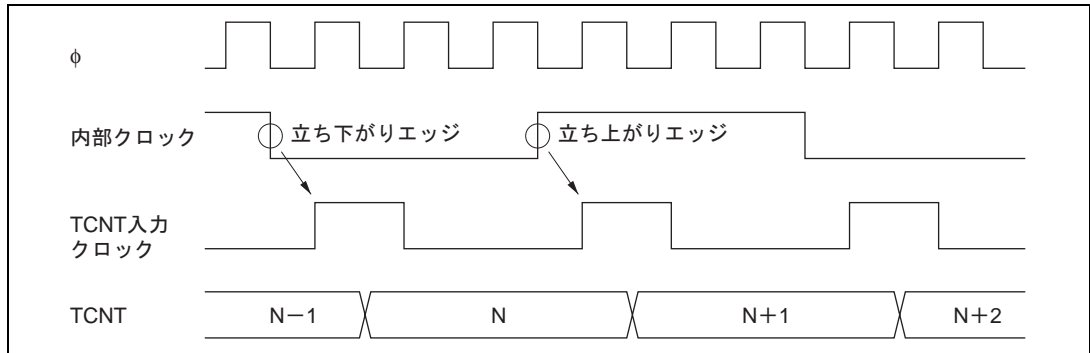 φ
内部クロック
立ち下がりエッジ
立ち上がりエッジ
TCNT入力
クロック
TCNT
N－1
N
N＋1
N＋2